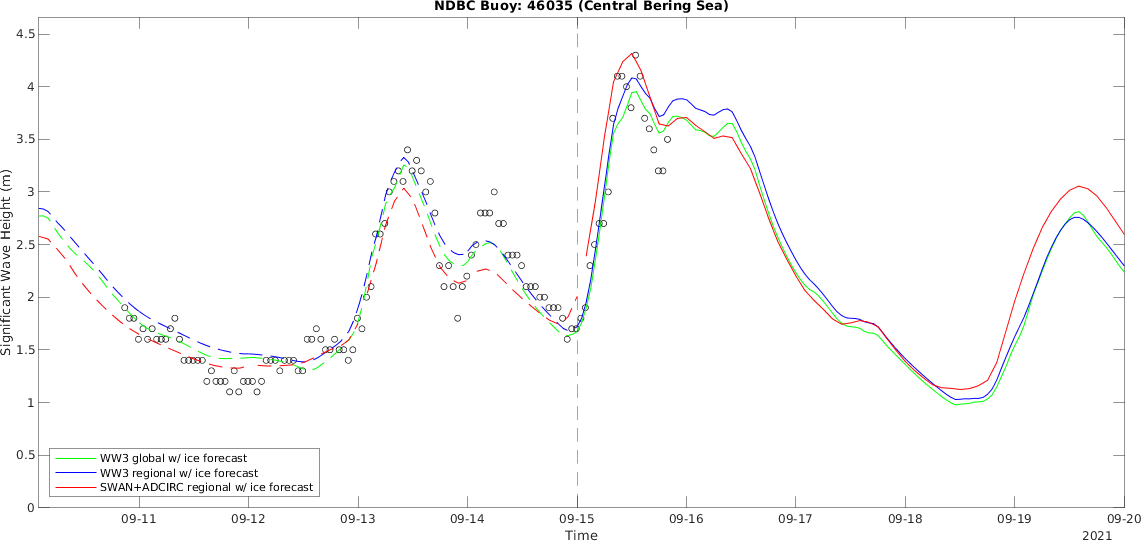 NDBC Buoy: 46035 (Central Bering Sea)
4.5
4
3.5
3
2.5
2
1.5
1
0.5
0
Significant Wave Height (m)
WW3 global w/ ice forecast
WW3 regional w/ ice forecast
SWAN+ADCIRC regional w/ ice forecast
09-11 09-12 09-13 09-14 09-15 09-16 09-17 09-18 09-19 09-20
Time
2021